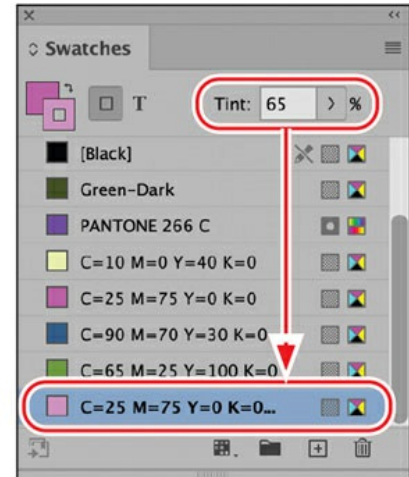 Swatches
T Tint: 65 %
[Black]
Green-Dark
PANTONE 266 C
C=10 M=0 Y=40 K=0
C=25 M=75 Y=0 K=0
C=90 M=70 Y=30 K=0
C=65 M=25 Y=100 K=0
C=25 M=75 Y=0 K=0...